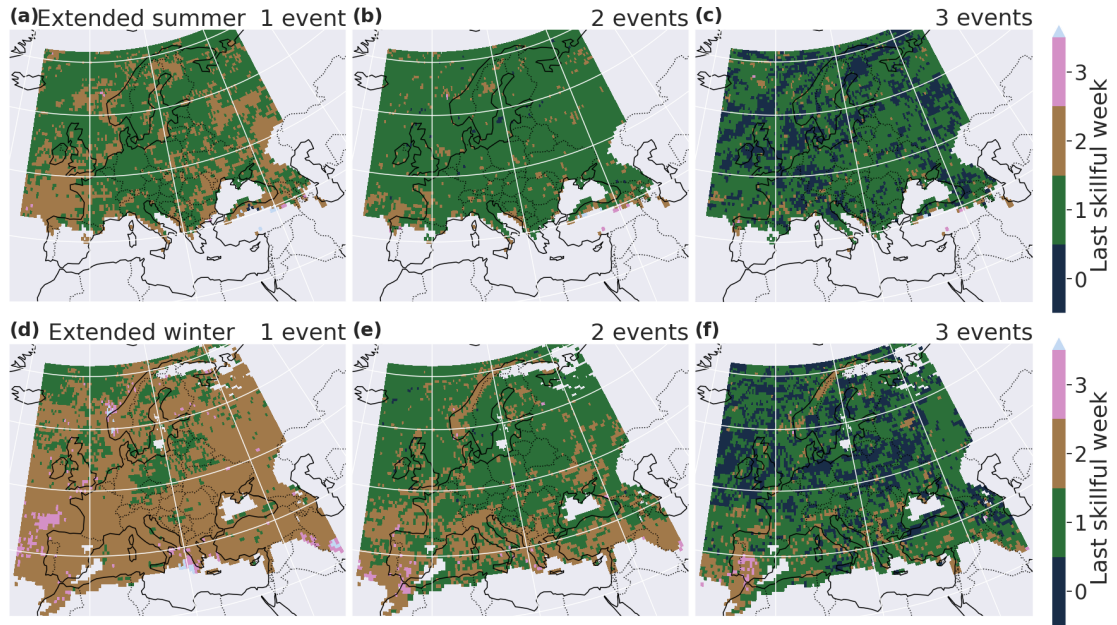 (a) Extended summer 1 event
(b) 2 events
(c) 3 events
3
2
1
0
Last skillful week
(d) Extended winter 1 event
(e) 2 events
(f) 3 events
3
2
1
0
Last skillful week